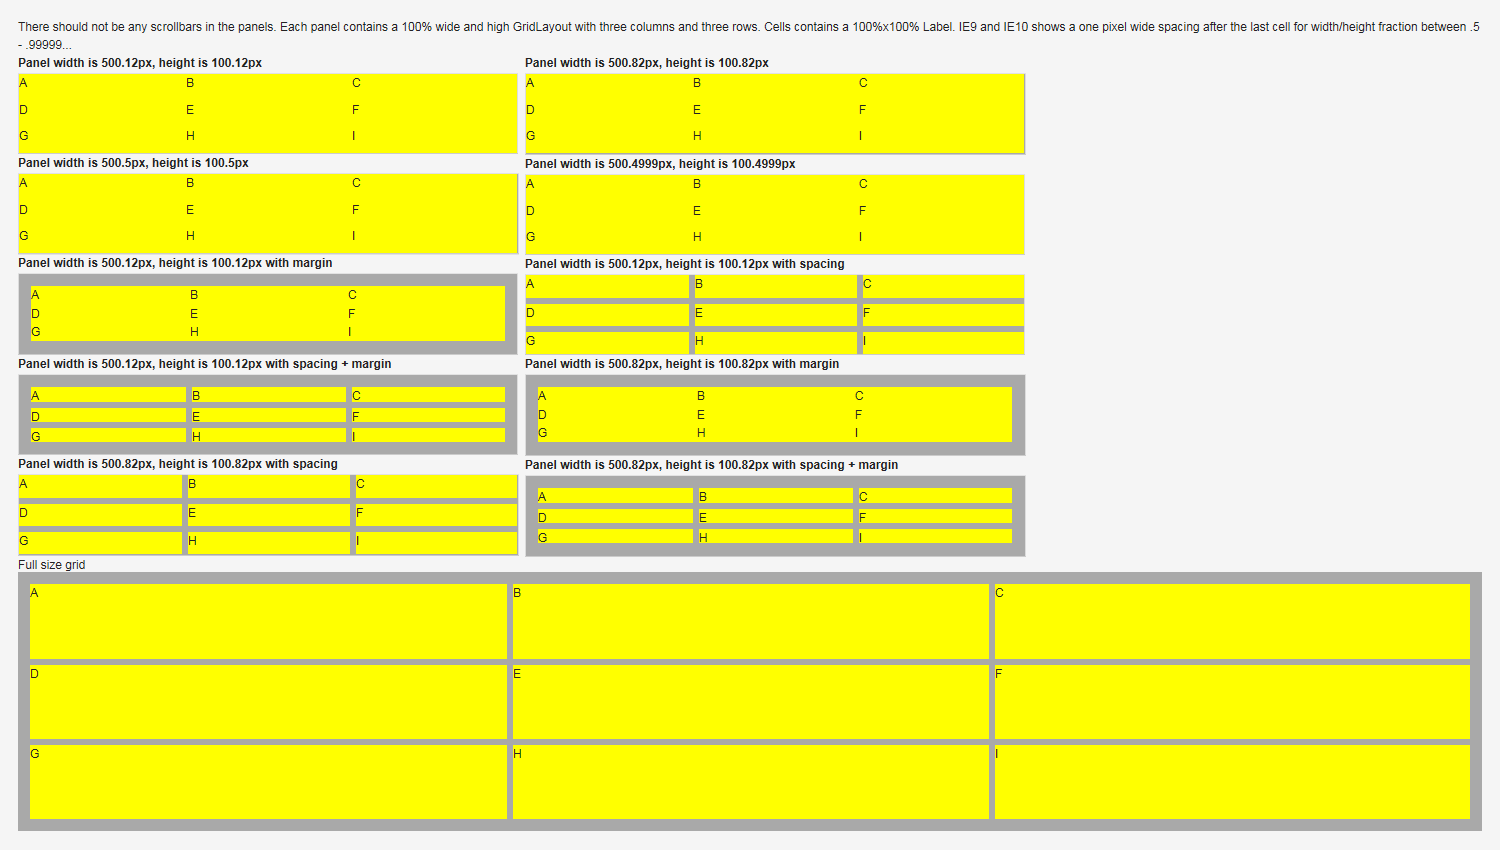 There should not be any scrollbars in the panels. Each panel contains a 100% wide and high GridLayout with three columns and three rows. Cells contains a 100%x100% Label. IE9 and IE10 shows a one pixel wide spacing after the last cell for width/height fraction between .5
- .99999...
Panel width is 500.12px, height is 100.12px
A B C
D E F
G H I
Panel width is 500.82px, height is 100.82px
A B C
D E F
G H I
Panel width is 500.5px, height is 100.5px
A B C
D E F
G H I
Panel width is 500.4999px, height is 100.4999px
A B C
D E F
G H I
Panel width is 500.12px, height is 100.12px with margin
A B C
D E F
G H I
Panel width is 500.12px, height is 100.12px with spacing
A B C
D E F
G H I
Panel width is 500.12px, height is 100.12px with spacing + margin
A B C
D E F
G H I
Panel width is 500.82px, height is 100.82px with margin
A B C
D E F
G H I
Panel width is 500.82px, height is 100.82px with spacing
A B C
D E F
G H I
Panel width is 500.82px, height is 100.82px with spacing + margin
A B C
D E F
G H I
Full size grid
A B C
D E F
G H I